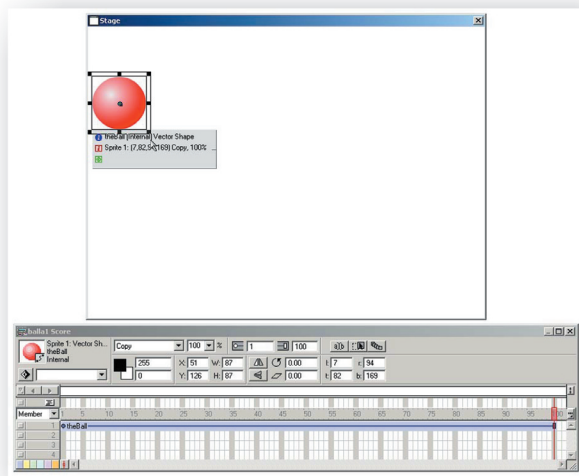 Stage
theBall (Internal) Vector Shape
Sprite 1: (7,82,94,169) Copy, 100% ...
balla1 Score
Sprite 1: Vector Sh...
theBall
Internal
Copy 100 % 1 100
255 X: 51 W: 87 0.00 l: 7 r: 94
0 Y: 126 H: 87 0.00 t: 82 b: 169
Member 1 5 10 15 20 25 30 35 40 45 50 55 60 65 70 75 80 85 90 95
1 theBall
2
3
4